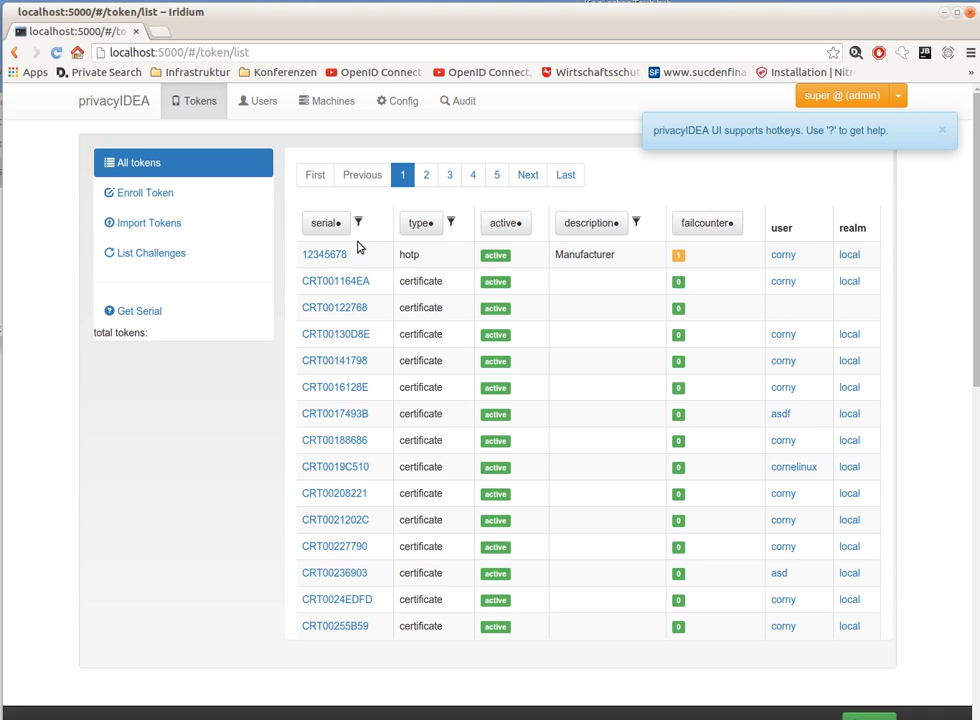 localhost:5000/#/token/list - Iridium
localhost:5000/#/to
localhost:5000/#/token/list
Apps Private Search Infrastruktur Konferenzen OpenID Connect OpenID Connect, Wirtschaftsschut www.sucdenfina Installation | Nitr
privacyIDEA Tokens Users Machines Config Audit super @ (admin)
privacyIDEA UI supports hotkeys. Use '?' to get help. ×
All tokens
Enroll Token
Import Tokens
List Challenges
Get Serial
total tokens:
First Previous 1 2 3 4 5 Next Last
serial● type● active● description● failcounter● user realm
12345678 hotp active Manufacturer 1 corny local
CRT001164EA certificate active 0 corny local
CRT00122768 certificate active 0
CRT00130D8E certificate active 0 corny local
CRT00141798 certificate active 0 corny local
CRT0016128E certificate active 0 corny local
CRT0017493B certificate active 0 asdf local
CRT00188686 certificate active 0 corny local
CRT0019C510 certificate active 0 cornelinux local
CRT00208221 certificate active 0 corny local
CRT0021202C certificate active 0 corny local
CRT00227790 certificate active 0 corny local
CRT00236903 certificate active 0 asd local
CRT0024EDFD certificate active 0 corny local
CRT00255B59 certificate active 0 corny local